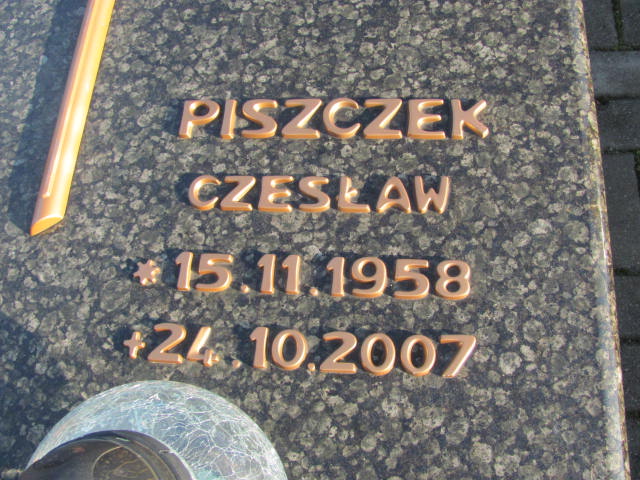 PISZCZEK
CZESŁAW
* 15.11.1958
+24.10.2007